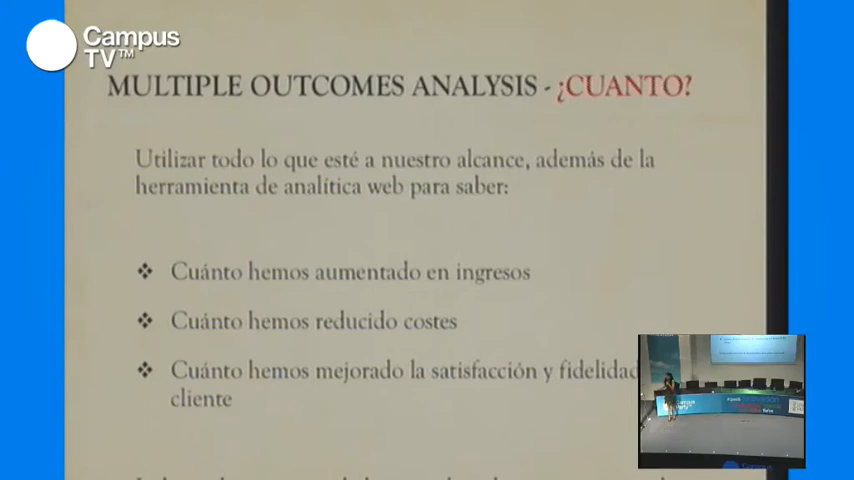 Campus
TV™
MULTIPLE OUTCOMES ANALYSIS - ¿CUANTO?
Utilizar todo lo que esté a nuestro alcance, además de la
herramienta de analítica web para saber:
❖ Cuánto hemos aumentado en ingresos
❖ Cuánto hemos reducido costes
❖ Cuánto hemos mejorado la satisfacción y fidelidad
cliente